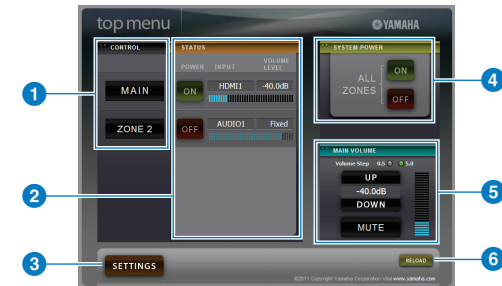 top menu
YAMAHA
CONTROL
MAIN
ZONE 2
STATUS
POWER INPUT VOLUME LEVEL
ON HDMI1 -40.0dB
OFF AUDIO1 Fixed
SYSTEM POWER
ALL ZONES
ON
OFF
MAIN VOLUME
Volume Step 0.5 5.0
UP
-40.0dB
DOWN
MUTE
SETTINGS
RELOAD
©2011 Copyright Yamaha Corporation Visit www.yamaha.com
1
2
3
4
5
6